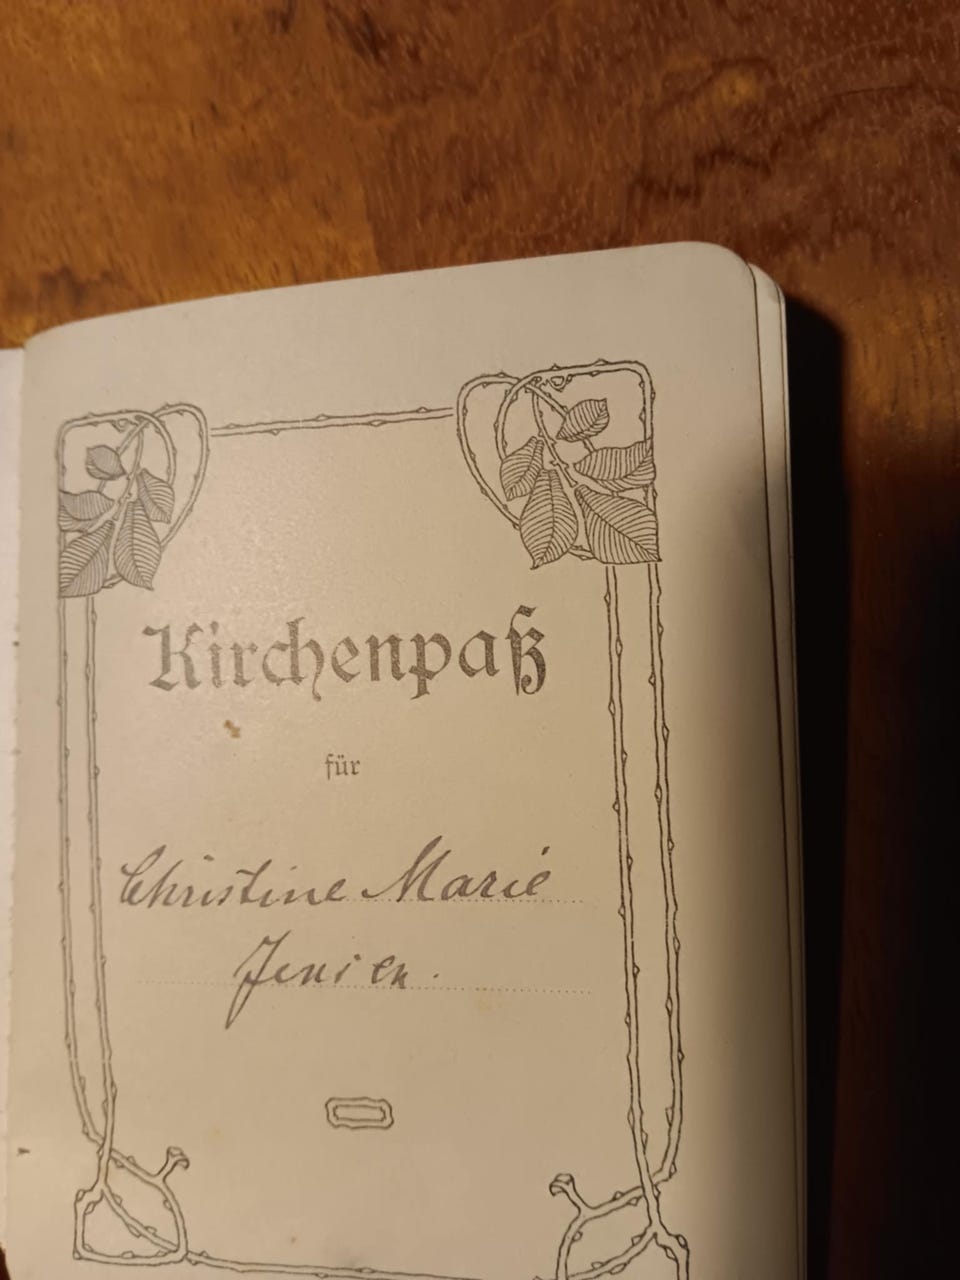 Kirchenpaß
für
Christine Marie
Jensen.